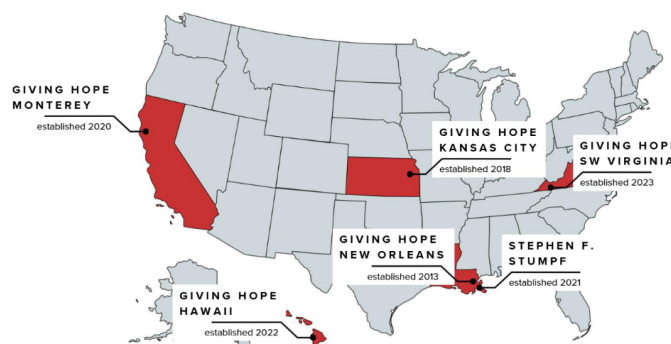 GIVING HOPE
MONTEREY
established 2020
GIVING HOPE
KANSAS CITY
established 2018
GIVING HOPE
SW VIRGINIA
established 2023
GIVING HOPE
NEW ORLEANS
established 2013
STEPHEN F.
STUMPF
established 2021
GIVING HOPE
HAWAII
established 2022